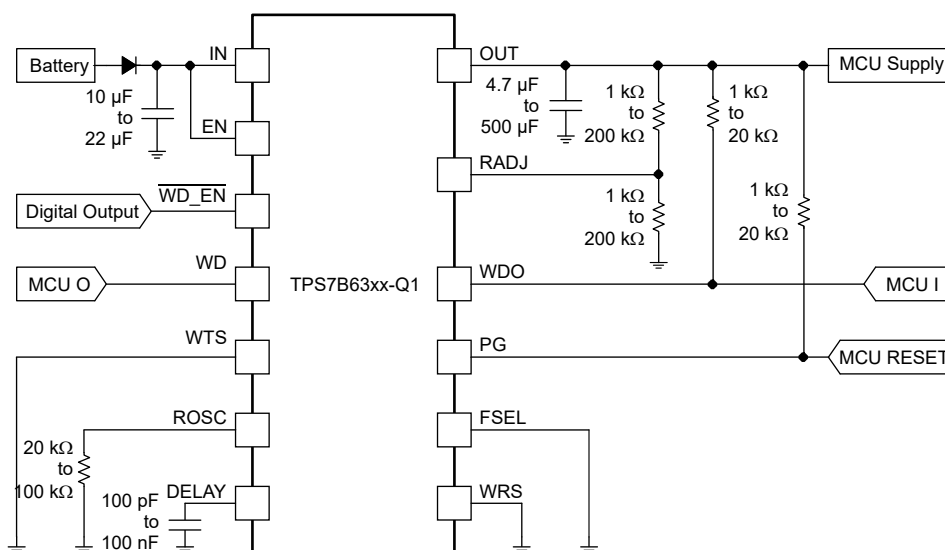 Battery
IN
10 µF
to
22 µF
EN
WD_EN
Digital Output
WD
MCU O
WTS
ROSC
20 kΩ
to
100 kΩ
DELAY
100 pF
to
100 nF
TPS7B63xx-Q1
OUT
MCU Supply
4.7 µF
to
500 µF
1 kΩ
to
200 kΩ
1 kΩ
to
20 kΩ
RADJ
1 kΩ
to
200 kΩ
1 kΩ
to
20 kΩ
WDO
MCU I
PG
MCU RESET
FSEL
WRS